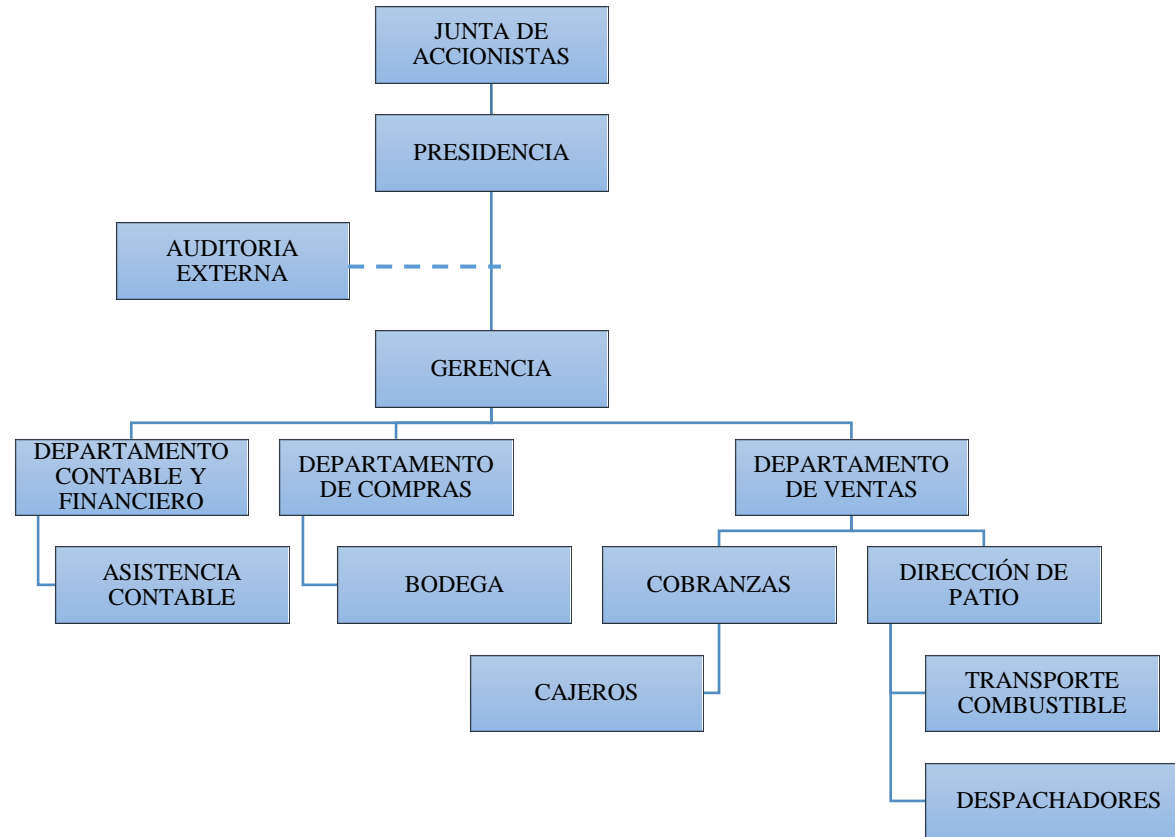 JUNTA DE
ACCIONISTAS
PRESIDENCIA
AUDITORIA
EXTERNA
GERENCIA
DEPARTAMENTO
CONTABLE Y
FINANCIERO
DEPARTAMENTO
DE COMPRAS
DEPARTAMENTO
DE VENTAS
ASISTENCIA
CONTABLE
BODEGA
COBRANZAS
DIRECCIÓN DE
PATIO
CAJEROS
TRANSPORTE
COMBUSTIBLE
DESPACHADORES